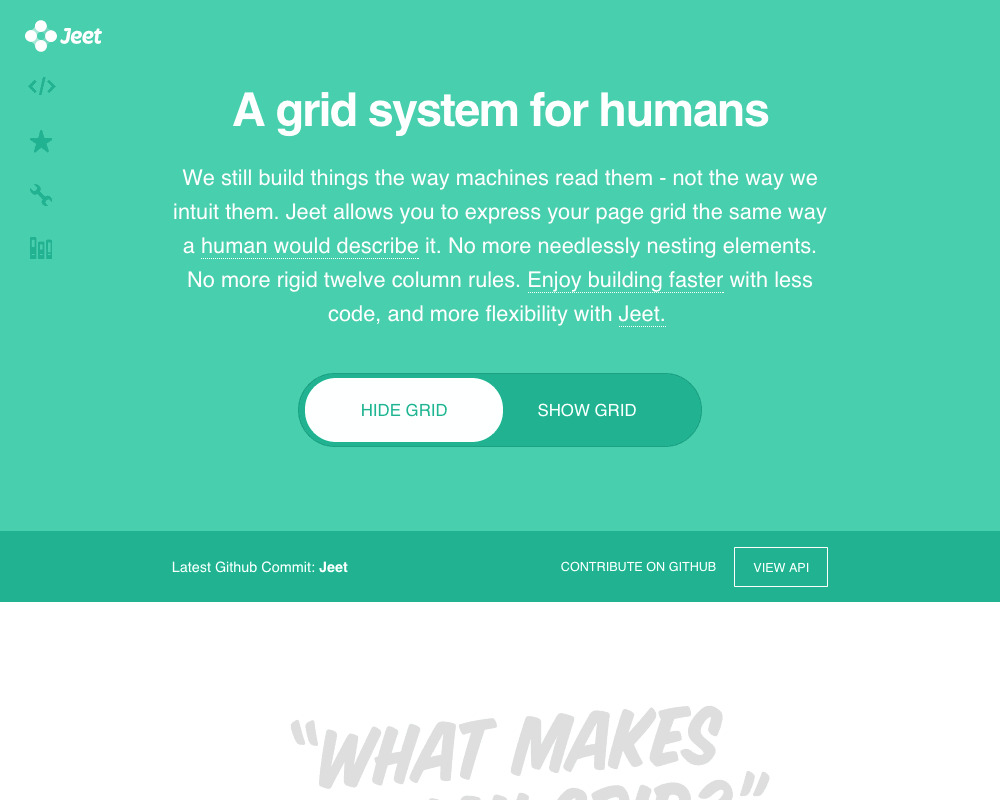 Jeet
A grid system for humans
We still build things the way machines read them - not the way we
intuit them. Jeet allows you to express your page grid the same way
a human would describe it. No more needlessly nesting elements.
No more rigid twelve column rules. Enjoy building faster with less
code, and more flexibility with Jeet.
HIDE GRID SHOW GRID
Latest Github Commit: Jeet CONTRIBUTE ON GITHUB VIEW API
“WHAT MAKES
GRID?”